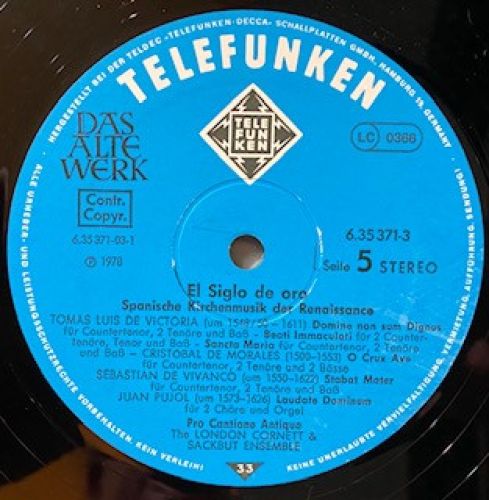 HERGESTELLT BEI DER TELDEC »TELEFUNKEN-DECCA« SCHALLPLATTEN GMBH, HAMBURG 19, GERMANY
TELEFUNKEN
TELE
FUN
KEN
DAS
ALTE
WERK
LC 0366
Contr.
Copyr.
6.35 371-03-1
℗ 1978
6.35 371-3
Seite 5 STEREO
El Siglo de oro
Spanische Kirchenmusik der Renaissance
TOMAS LUIS DE VICTORIA (um 1549/50 – 1611) Domine non sum Dignus
für Countertenor, 2 Tenöre und Baß – Beati Immaculati für 2 Counter-
tenöre, Tenor und Baß – Sancta Maria für Countertenor, 2 Tenöre
und Baß – CRISTOBAL DE MORALES (1500–1553) O Crux Ave
für Countertenor, 2 Tenöre und 2 Bässe
SEBASTIAN DE VIVANCO (um 1550–1622) Stabat Mater
für Countertenor, 2 Tenöre und Baß
JUAN PUJOL (um 1573–1626) Laudate Dominum
für 2 Chöre und Orgel
Pro Cantione Antiqua
The LONDON CORNETT &
SACKBUT ENSEMBLE
33
ALLE URHEBER- UND LEISTUNGSSCHUTZRECHTE VORBEHALTEN. KEIN VERLEIH!
KEINE UNERLAUBTE VERVIELFÄLTIGUNG, VERMIETUNG, AUFFÜHRUNG, SENDUNG!